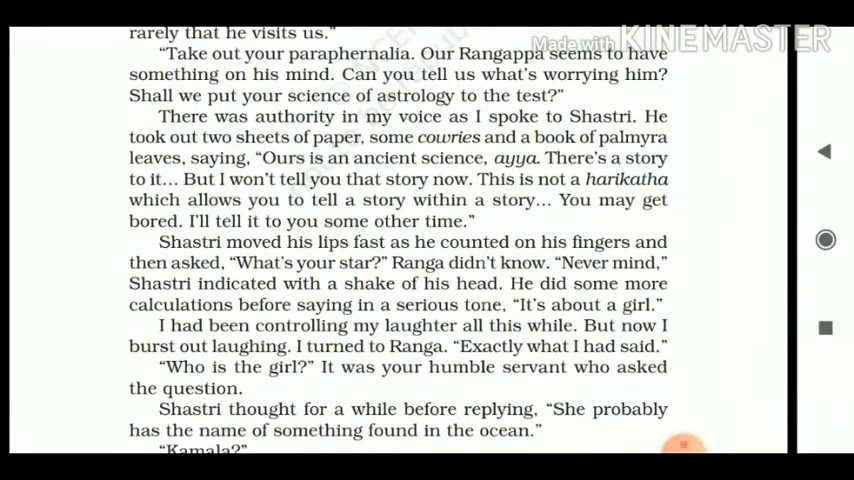 rarely that he visits us.”
Made with KINEMASTER
“Take out your paraphernalia. Our Rangappa seems to have
something on his mind. Can you tell us what’s worrying him?
Shall we put your science of astrology to the test?”
There was authority in my voice as I spoke to Shastri. He
took out two sheets of paper, some cowries and a book of palmyra
leaves, saying, “Ours is an ancient science, ayya. There’s a story
to it... But I won’t tell you that story now. This is not a harikatha
which allows you to tell a story within a story... You may get
bored. I’ll tell it to you some other time.”
Shastri moved his lips fast as he counted on his fingers and
then asked, “What’s your star?” Ranga didn’t know. “Never mind,”
Shastri indicated with a shake of his head. He did some more
calculations before saying in a serious tone, “It’s about a girl.”
I had been controlling my laughter all this while. But now I
burst out laughing. I turned to Ranga. “Exactly what I had said.”
“Who is the girl?” It was your humble servant who asked
the question.
Shastri thought for a while before replying, “She probably
has the name of something found in the ocean.”
“Kamala?”